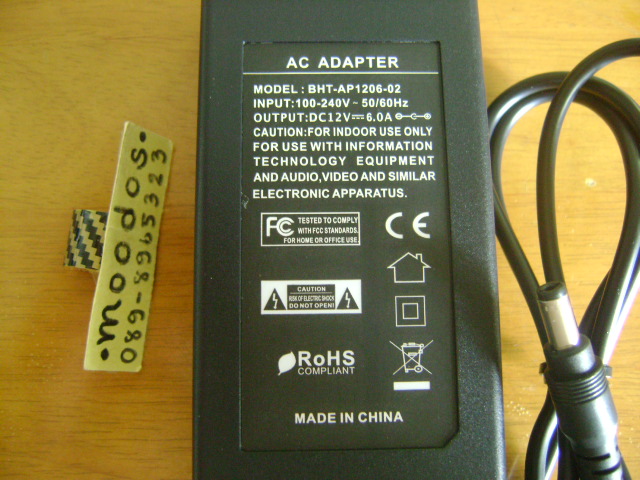 AC ADAPTER
MODEL : BHT-AP1206-02
INPUT:100-240V ~ 50/60Hz
OUTPUT:DC12V⎓6.0A
CAUTION:FOR INDOOR USE ONLY
FOR USE WITH INFORMATION
TECHNOLOGY EQUIPMENT
AND AUDIO,VIDEO AND SIMILAR
ELECTRONIC APPARATUS.
FC TESTED TO COMPLY
WITH FCC STANDARDS.
FOR HOME OR OFFICE USE.
CE
CAUTION
RISK OF ELECTRIC SHOCK
DO NOT OPEN!
RoHS
COMPLIANT
MADE IN CHINA
•moodos•
089-8965323